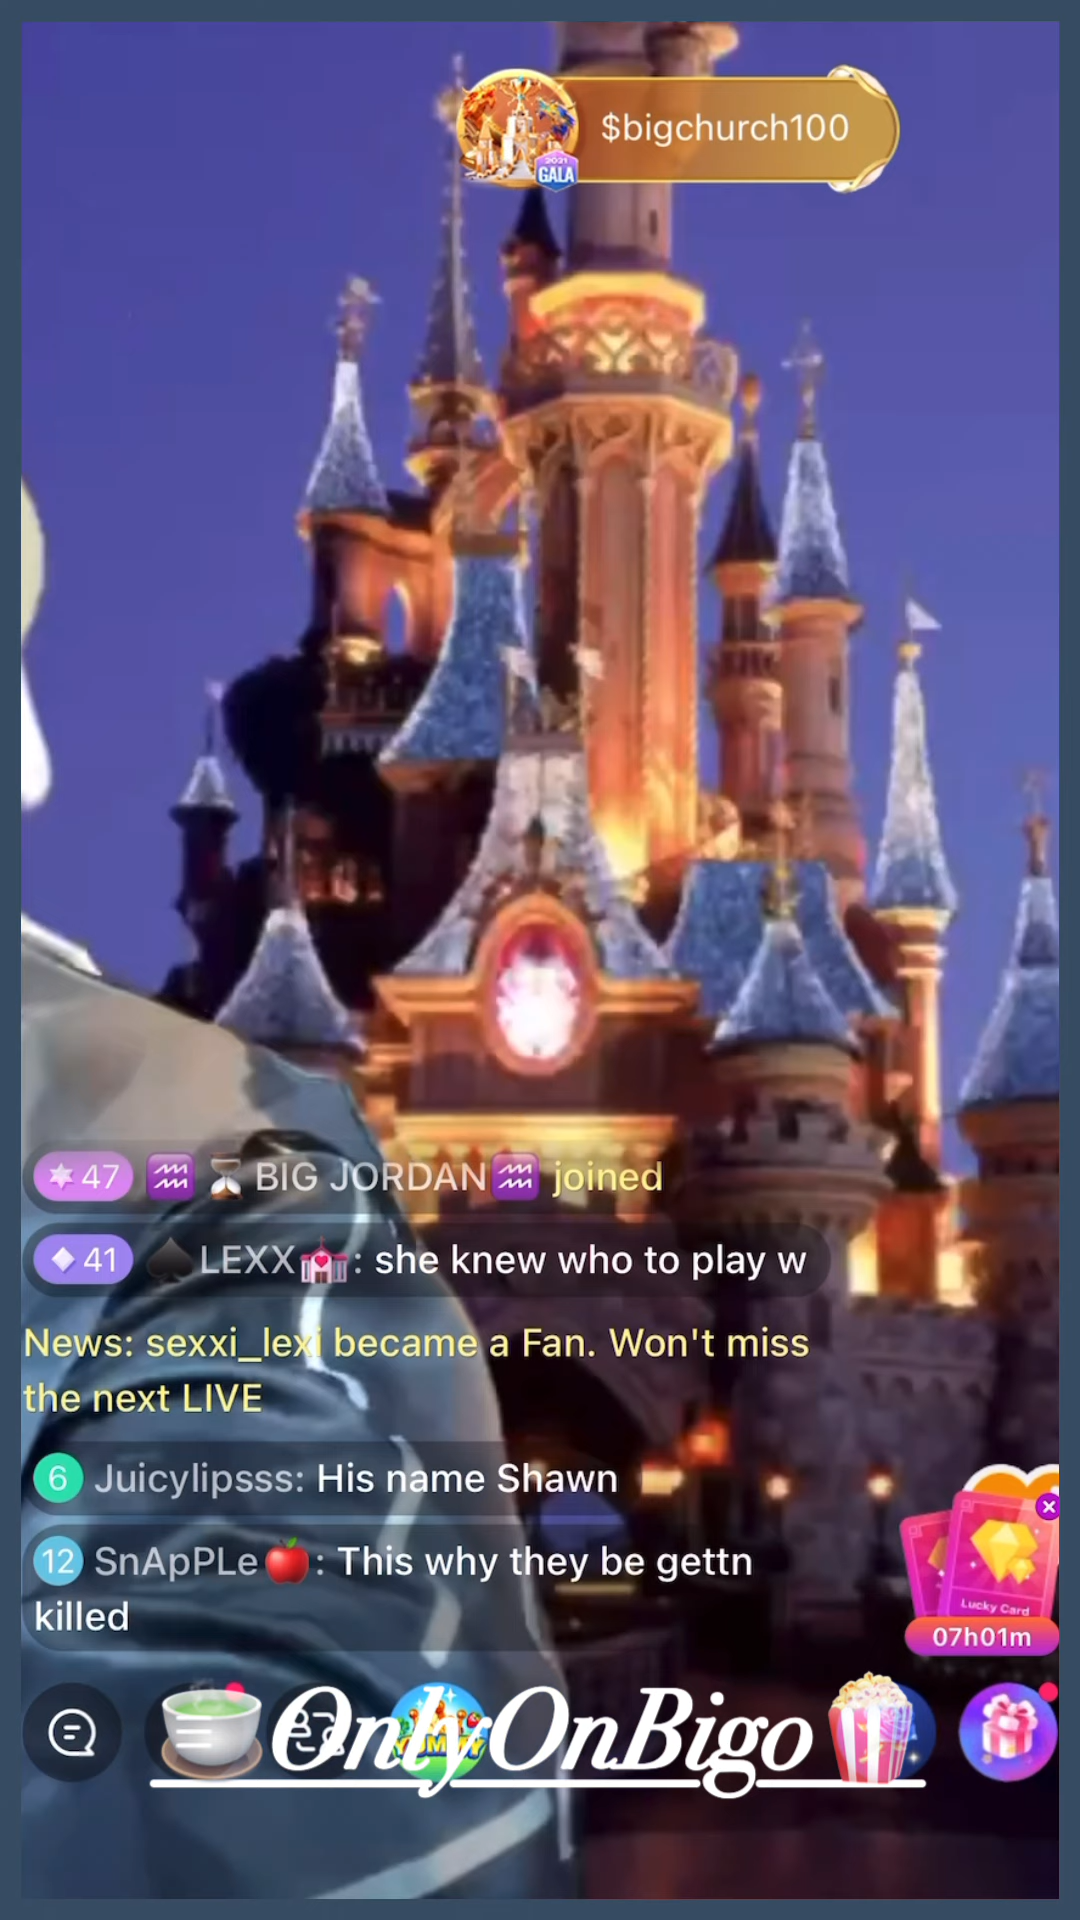 $bigchurch100
2021
GALA
47 ♒ ⏳ BIG JORDAN♒ joined
41 ♠LEXX💒: she knew who to play w
News: sexxi_lexi became a Fan. Won't miss
the next LIVE
6 Juicylipsss: His name Shawn
12 SnApPLe🍎: This why they be gettn
killed
Lucky Card
07h01m
YUMMY
OnlyOnBigo